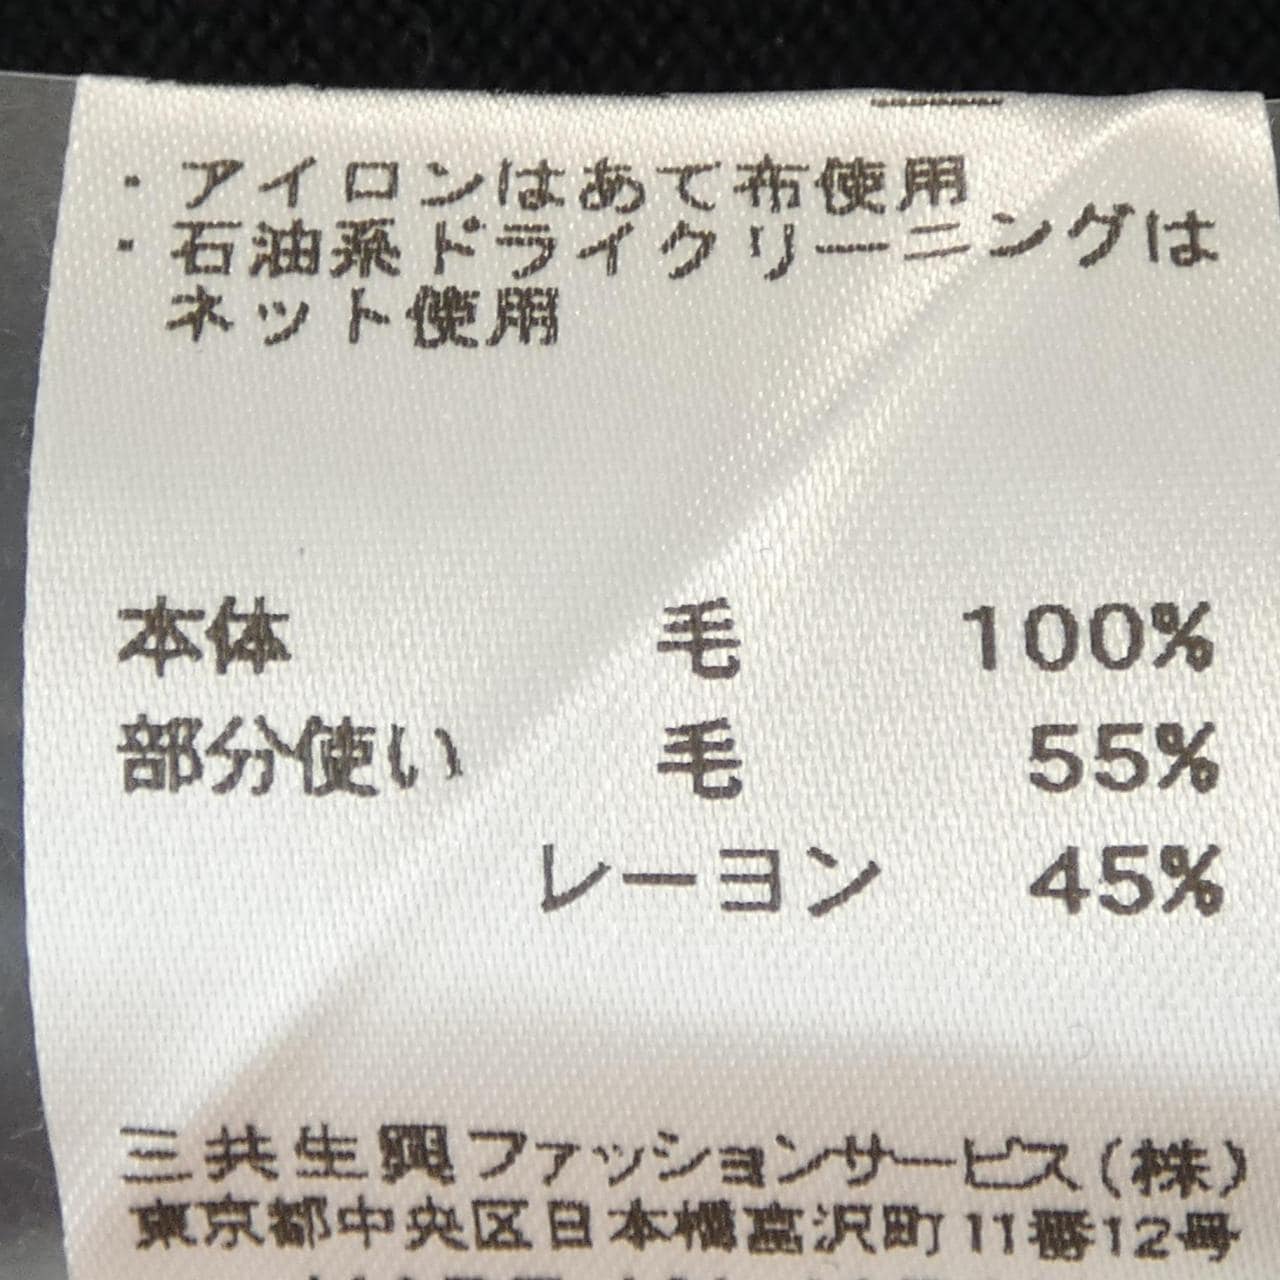 ・アイロンはあて布使用
・石油系ドライクリーニングは
ネット使用
本体 毛 100%
部分使い 毛 55%
レーヨン 45%
三共生興ファッションサービス(株)
東京都中央区日本橋富沢町11番12号